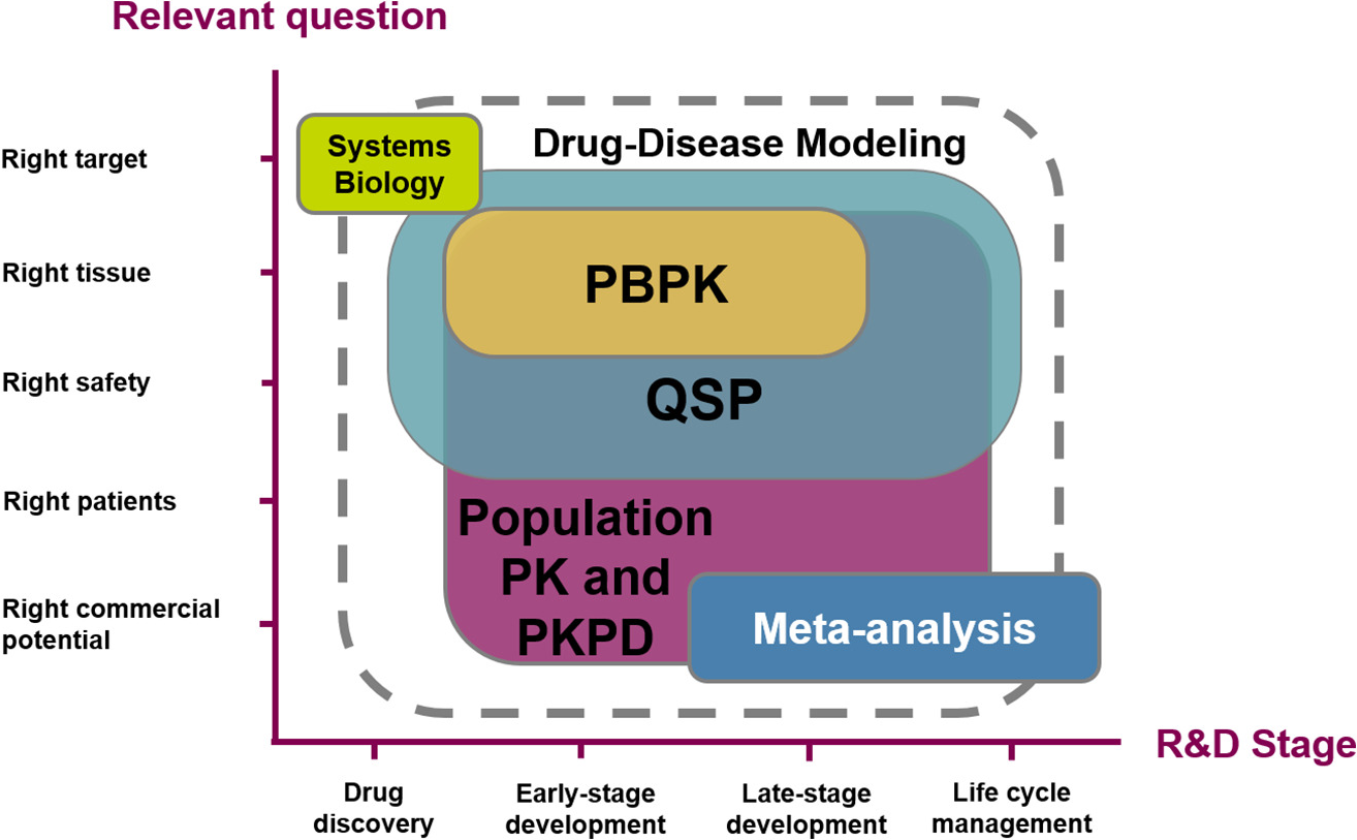 Relevant question
Right target
Right tissue
Right safety
Right patients
Right commercial
potential
Systems
Biology
Drug-Disease Modeling
PBPK
QSP
Population
PK and
PKPD
Meta-analysis
R&D Stage
Drug
discovery
Early-stage
development
Late-stage
development
Life cycle
management